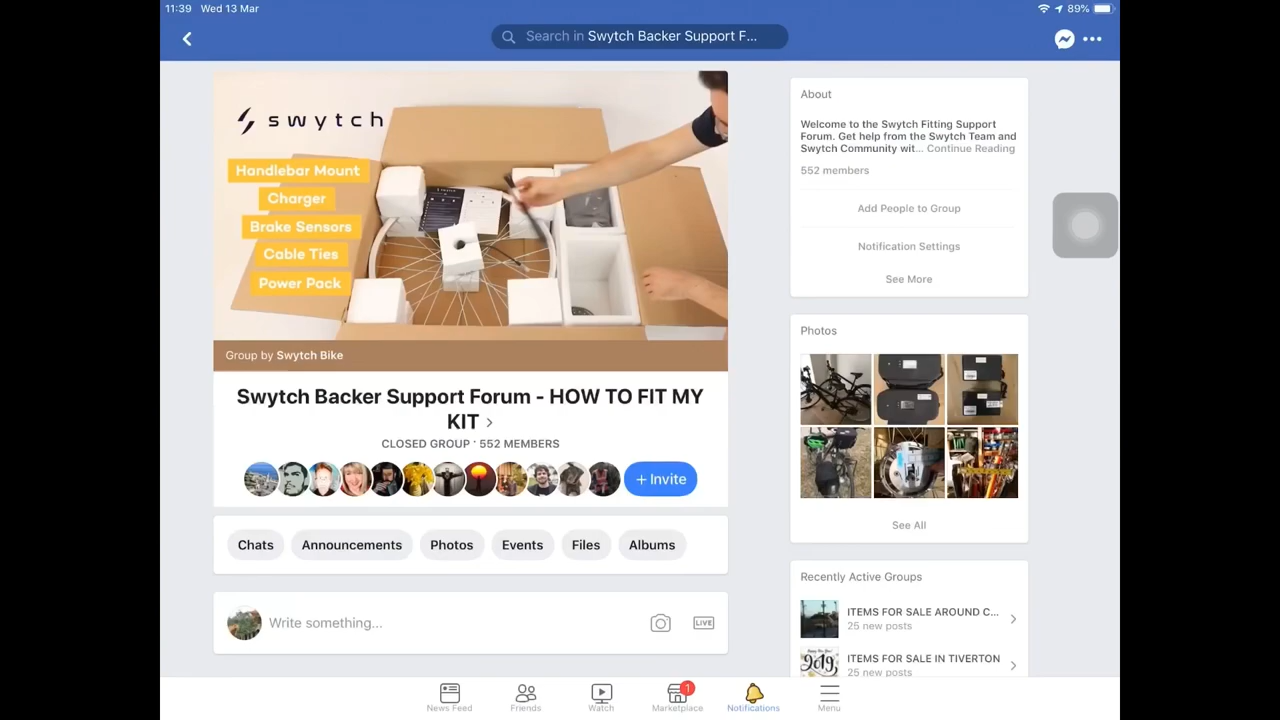 11:39 Wed 13 Mar
89%
Search in Swytch Backer Support F...
swytch
Handlebar Mount
Charger
Brake Sensors
Cable Ties
Power Pack
Group by Swytch Bike
Swytch Backer Support Forum - HOW TO FIT MY
KIT >
CLOSED GROUP · 552 MEMBERS
+ Invite
Chats
Announcements
Photos
Events
Files
Albums
Write something...
LIVE
About
Welcome to the Swytch Fitting Support
Forum. Get help from the Swytch Team and
Swytch Community wit... Continue Reading
552 members
Add People to Group
Notification Settings
See More
Photos
See All
Recently Active Groups
ITEMS FOR SALE AROUND C...
25 new posts
2019
ITEMS FOR SALE IN TIVERTON
25 new posts
News Feed
Friends
Watch
1
Marketplace
Notifications
Menu